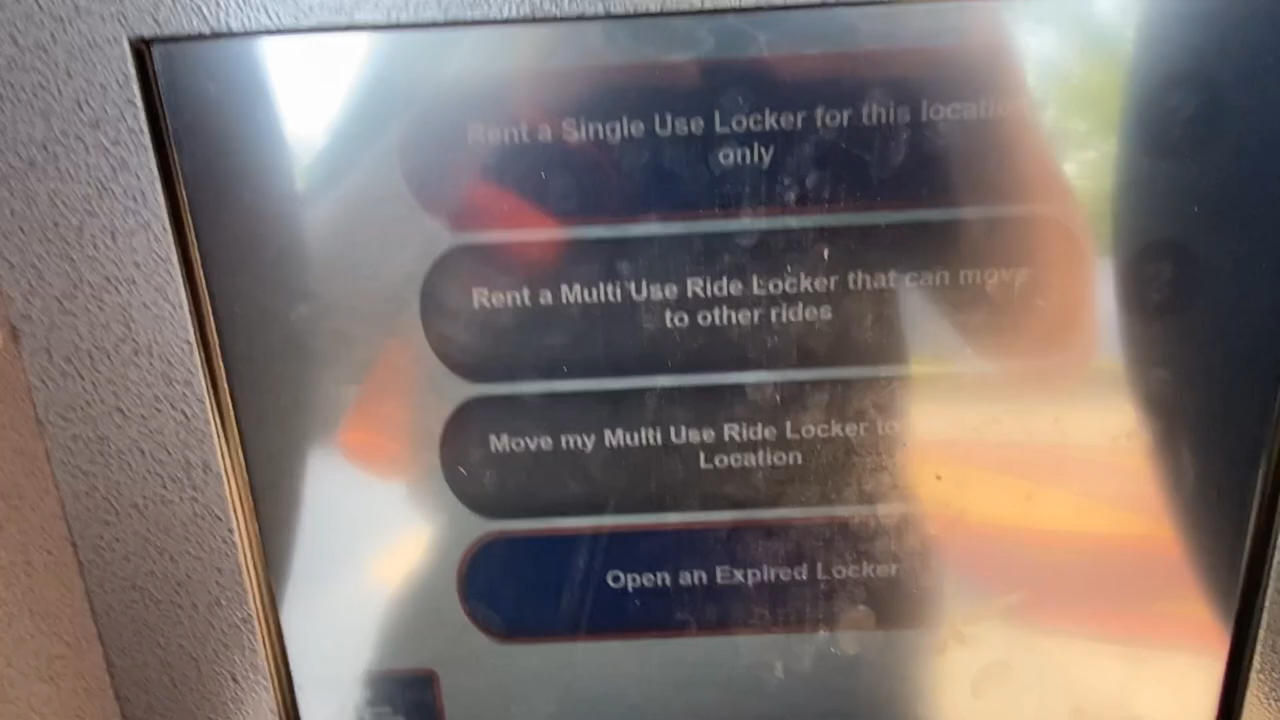 Rent a Single Use Locker for this location
only
Rent a Multi Use Ride Locker that can move
to other rides
Move my Multi Use Ride Locker to
Location
Open an Expired Locker